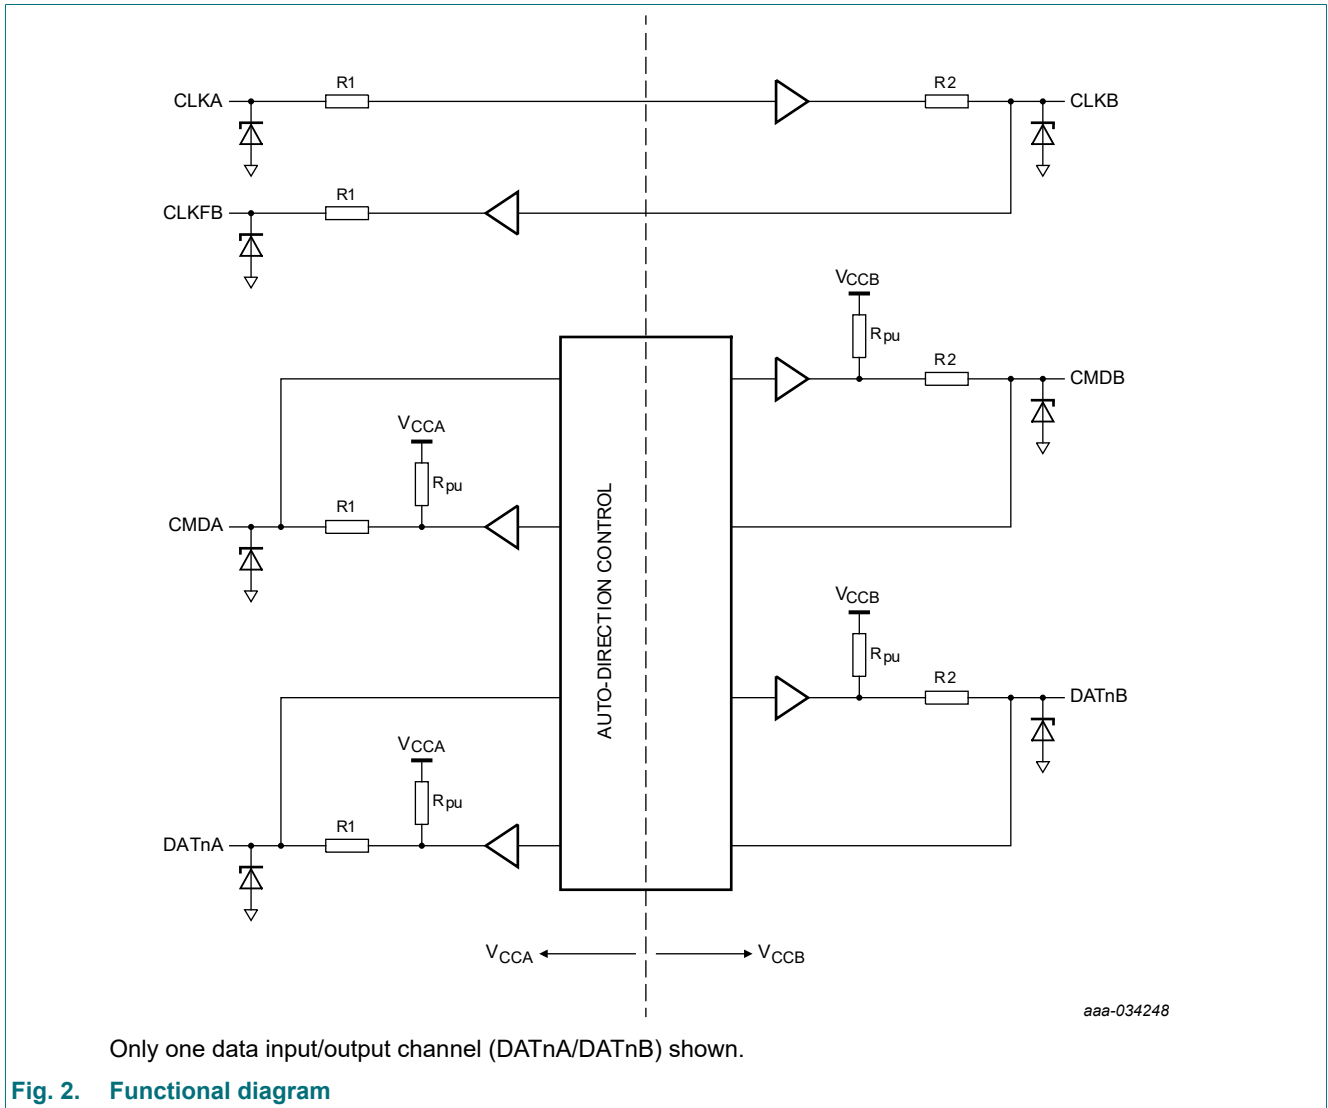 R1
R2
CLKA
CLKB
R1
CLKFB
VCCB
Rpu
R2
CMDB
VCCA
Rpu
R1
CMDA
AUTO-DIRECTION CONTROL
VCCB
Rpu
R2
DATnB
VCCA
Rpu
R1
DATnA
VCCA
VCCB
aaa-034248
Only one data input/output channel (DATnA/DATnB) shown.
Fig. 2. Functional diagram